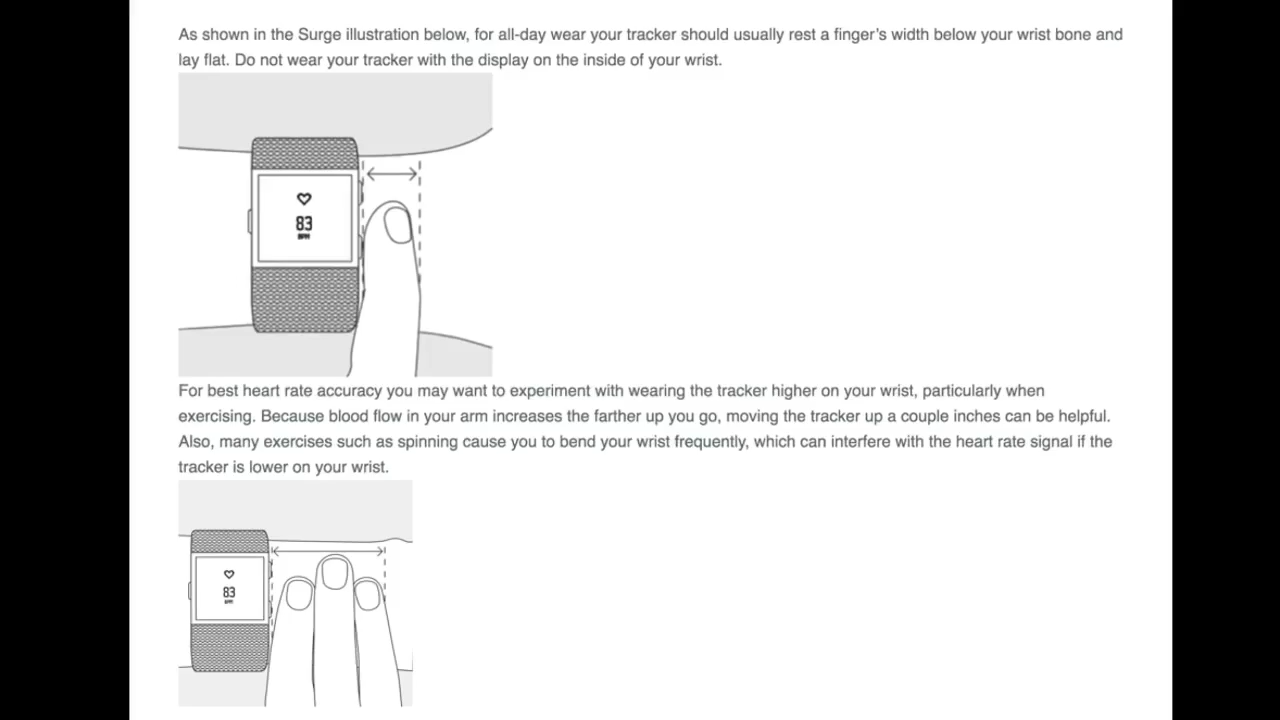 As shown in the Surge illustration below, for all-day wear your tracker should usually rest a finger's width below your wrist bone and
lay flat. Do not wear your tracker with the display on the inside of your wrist.
83
BPM
For best heart rate accuracy you may want to experiment with wearing the tracker higher on your wrist, particularly when
exercising. Because blood flow in your arm increases the farther up you go, moving the tracker up a couple inches can be helpful.
Also, many exercises such as spinning cause you to bend your wrist frequently, which can interfere with the heart rate signal if the
tracker is lower on your wrist.
83
BPM